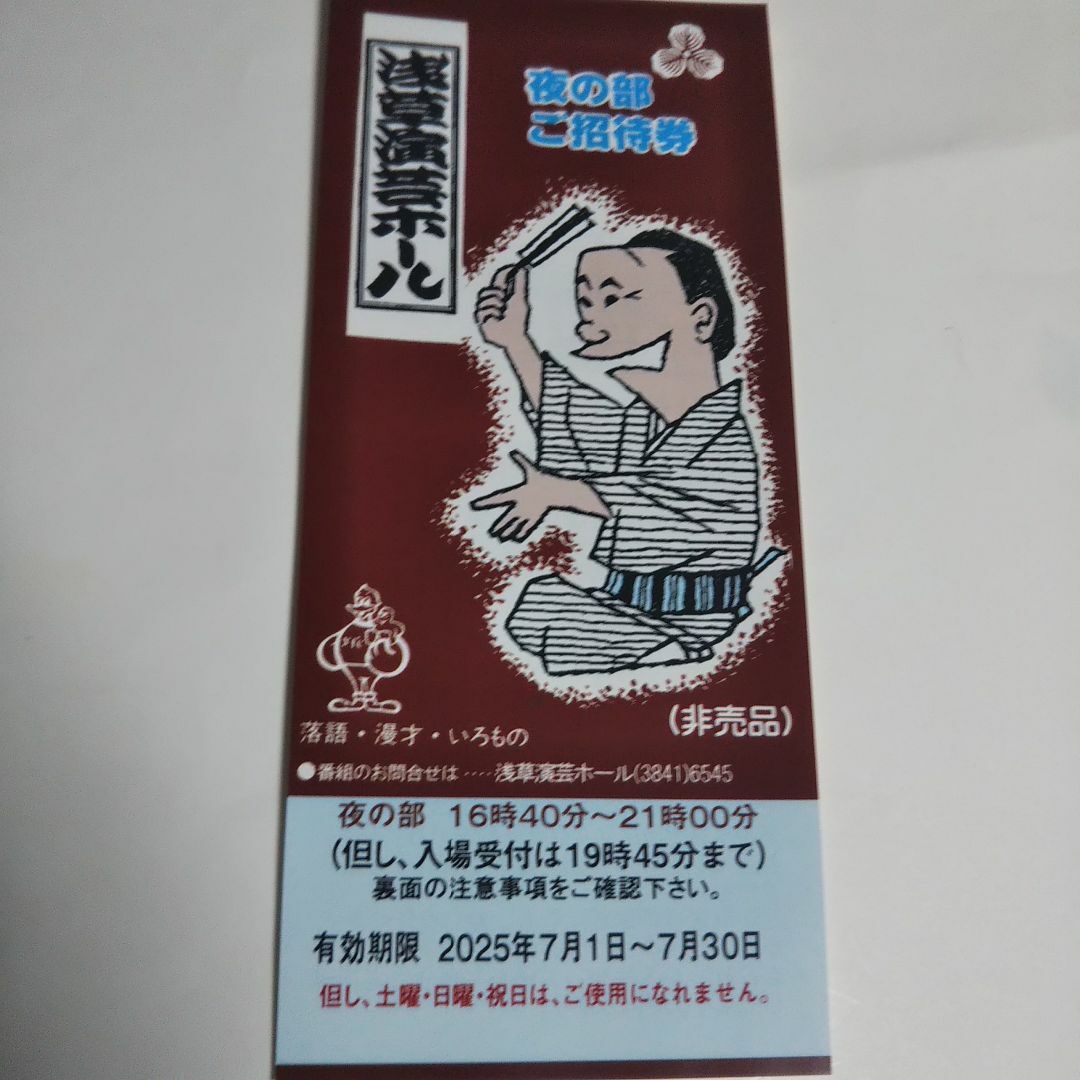 浅草演芸ホール
夜の部
ご招待券
(非売品)
落語・漫才・いろもの
●番組のお問合せは‥‥浅草演芸ホール(3841)6545
夜の部 16時40分～21時00分
(但し、入場受付は19時45分まで)
裏面の注意事項をご確認下さい。
有効期限 2025年7月1日～7月30日
但し、土曜・日曜・祝日は、ご使用になれません。